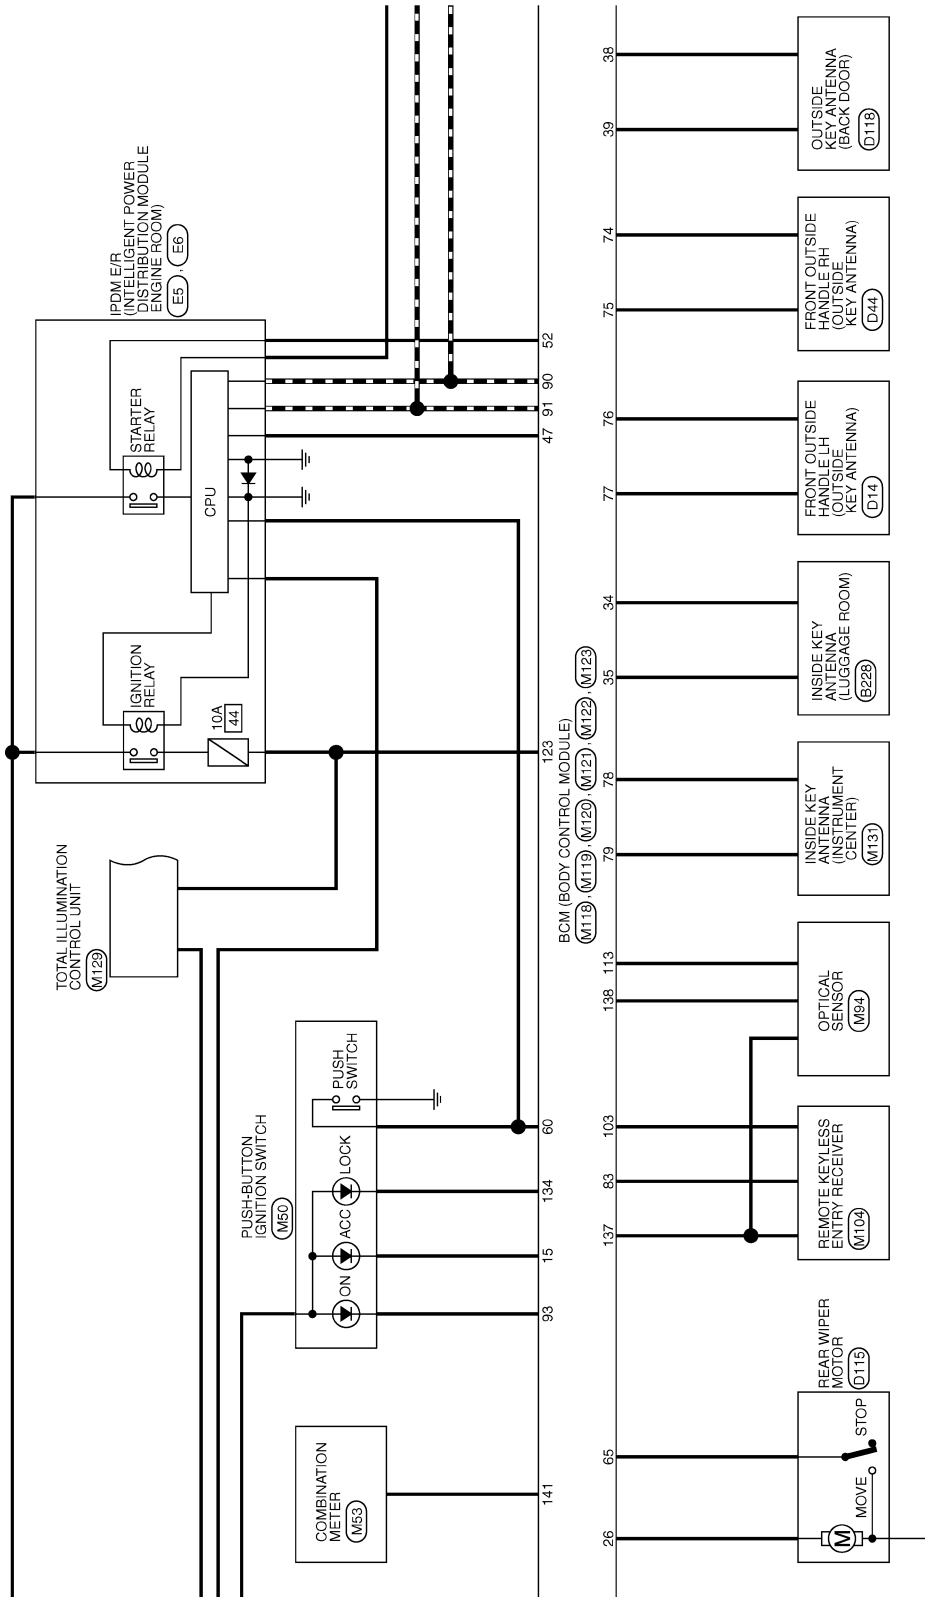 IPDM E/R
(INTELLIGENT POWER
DISTRIBUTION MODULE
ENGINE ROOM)
E5 , E6
STARTER
RELAY
CPU
IGNITION
RELAY
10A
44
TOTAL ILLUMINATION
CONTROL UNIT
M129
PUSH-BUTTON
IGNITION SWITCH
M50
PUSH
SWITCH
LOCK
ACC
ON
COMBINATION
METER
M53
52
90
91
47
123
60
134
15
93
141
BCM (BODY CONTROL MODULE)
M118 , M119 , M120 , M121 , M122 , M123
38
39
74
75
76
77
34
35
78
79
113
138
103
83
137
65
26
OUTSIDE
KEY ANTENNA
(BACK DOOR)
D118
FRONT OUTSIDE
HANDLE RH
(OUTSIDE
KEY ANTENNA)
D44
FRONT OUTSIDE
HANDLE LH
(OUTSIDE
KEY ANTENNA)
D14
INSIDE KEY
ANTENNA
(LUGGAGE ROOM)
B228
INSIDE KEY
ANTENNA
(INSTRUMENT
CENTER)
M131
OPTICAL
SENSOR
M94
REMOTE KEYLESS
ENTRY RECEIVER
M104
REAR WIPER
MOTOR
D115
STOP
MOVE
M